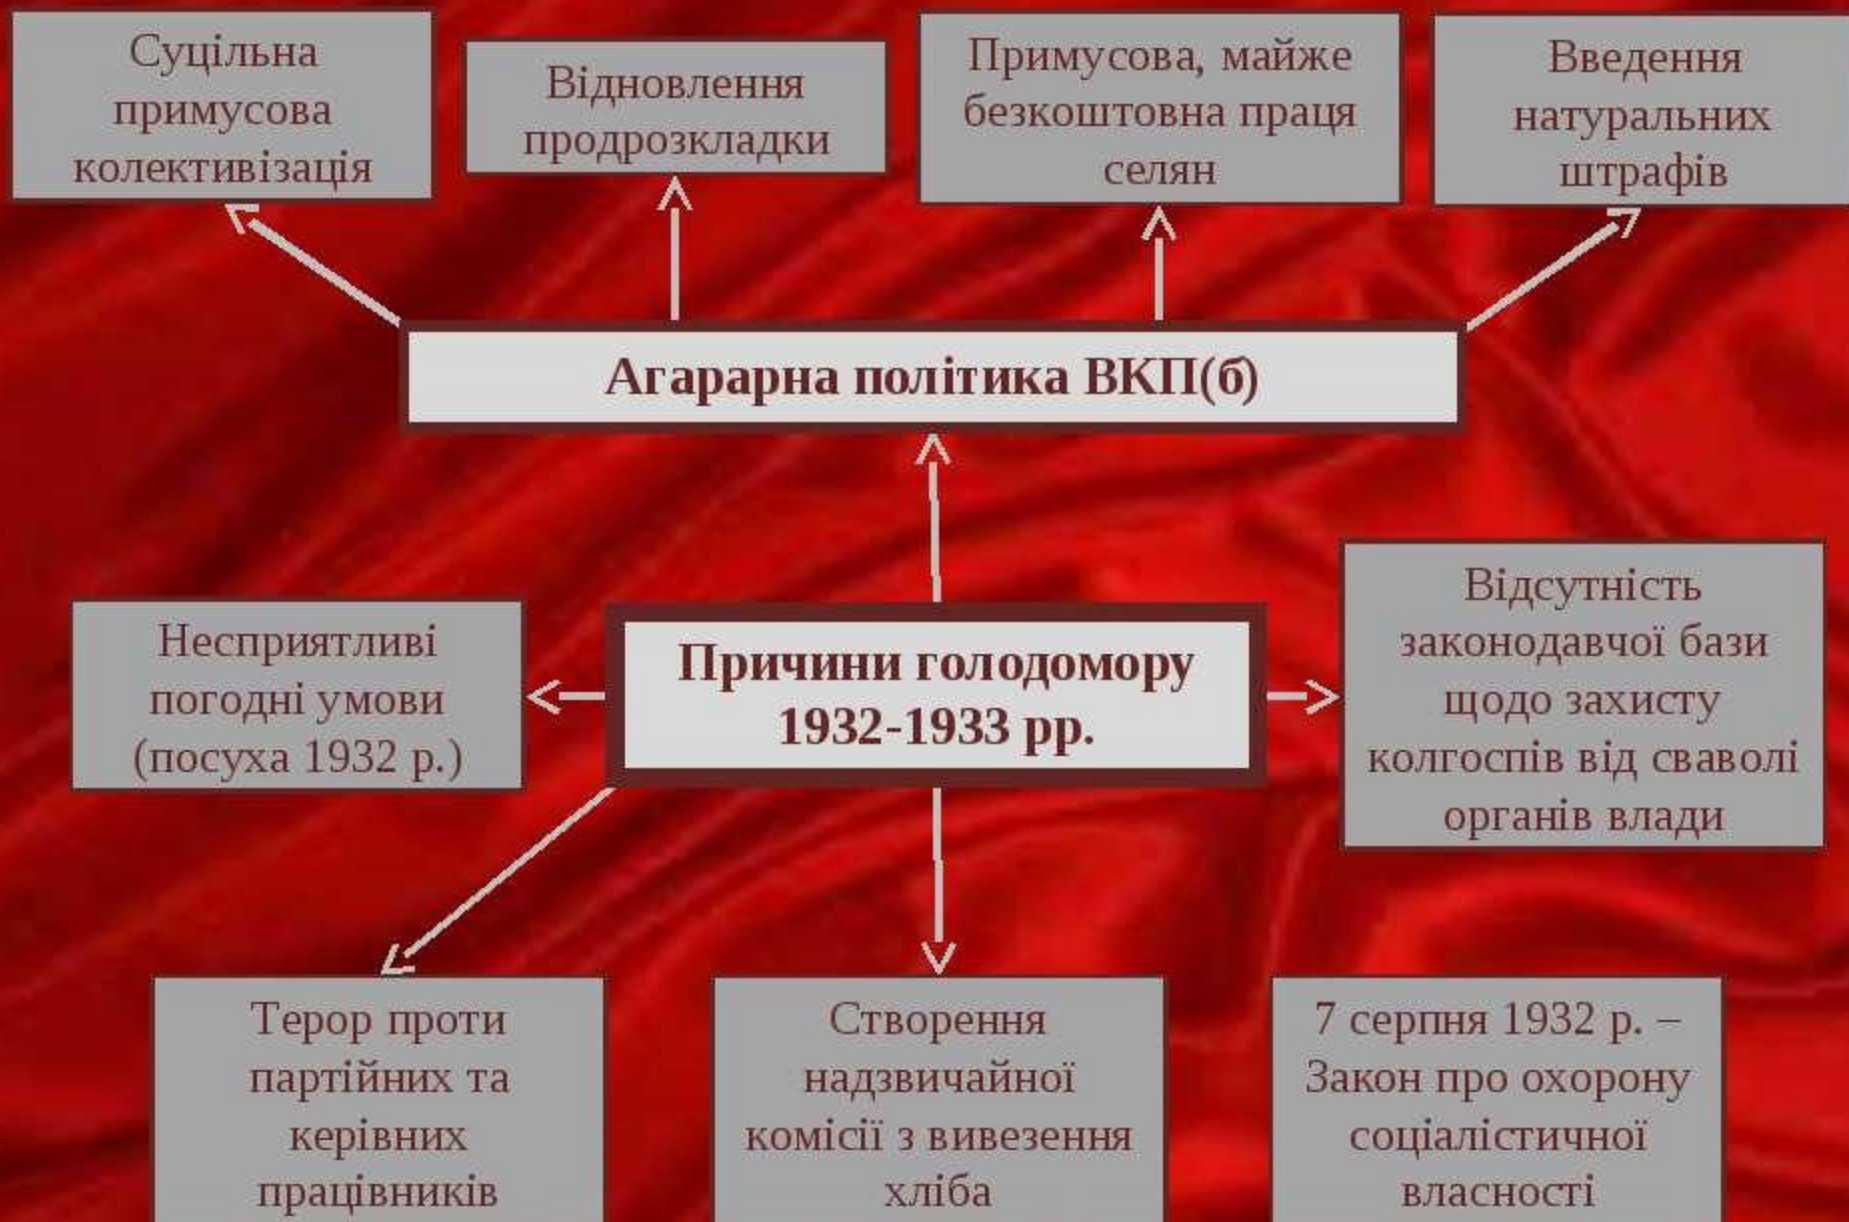 Суцільна
примусова
колективізація
Відновлення
продрозкладки
Примусова, майже
безкоштовна праця
селян
Введення
натуральних
штрафів
Агарарна політика ВКП(б)
Несприятливі
погодні умови
(посуха 1932 р.)
Причини голодомору
1932-1933 рр.
Відсутність
законодавчої бази
щодо захисту
колгоспів від сваволі
органів влади
Терор проти
партійних та
керівних
працівників
Створення
надзвичайної
комісії з вивезення
хліба
7 серпня 1932 р. –
Закон про охорону
соціалістичної
власності